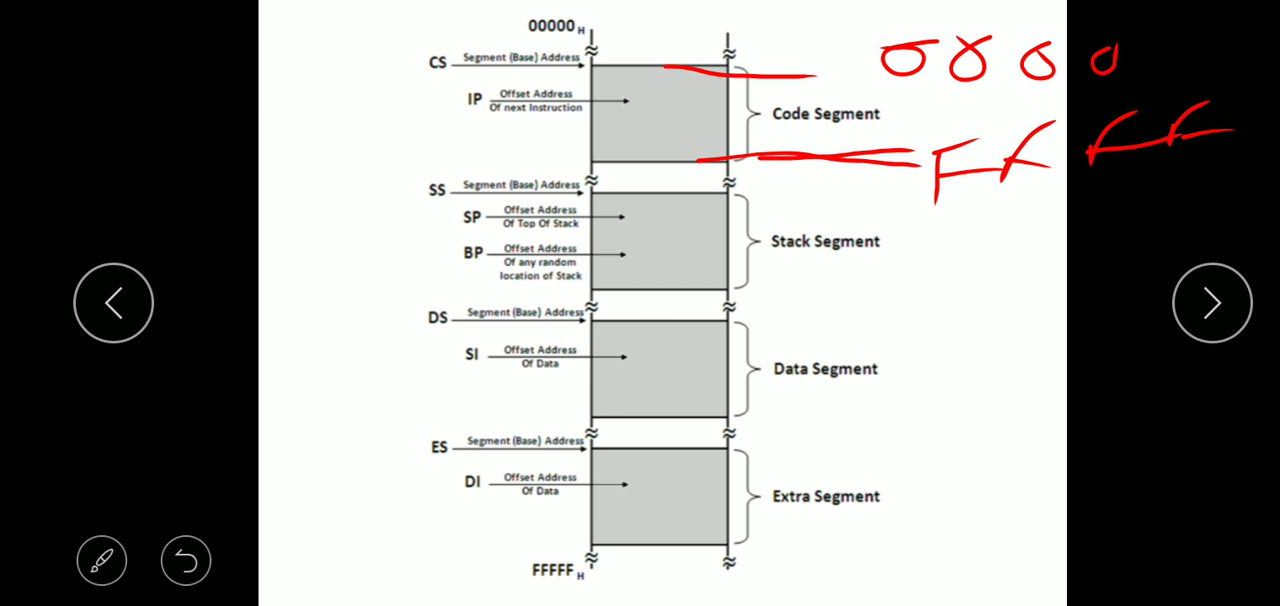 00000 H
CS Segment (Base) Address
0000
IP Offset Address
Of next Instruction
Code Segment
FFFF
SS Segment (Base) Address
SP Offset Address
Of Top Of Stack
Stack Segment
BP Offset Address
Of any random
location of Stack
DS Segment (Base) Address
SI Offset Address
Of Data
Data Segment
ES Segment (Base) Address
DI Offset Address
Of Data
Extra Segment
FFFFF H